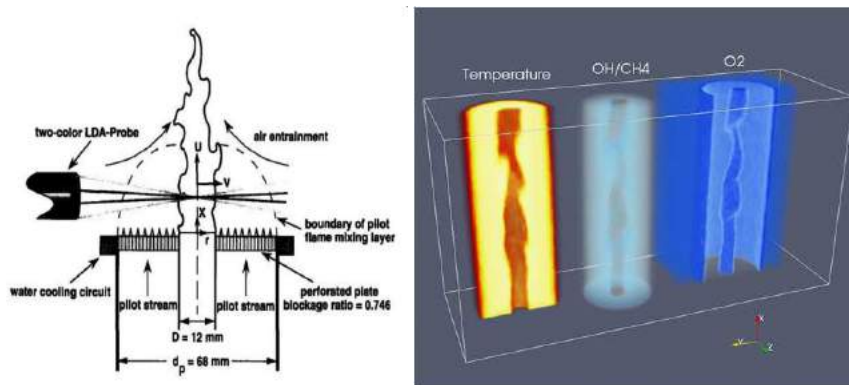 two-color LDA-Probe
air entrainment
U
V
X
r
boundary of pilot
flame mixing layer
water cooling circuit
pilot stream
pilot stream
perforated plate
blockage ratio = 0.746
D = 12 mm
dp = 68 mm
Temperature
OH/CH4
O2
X
Y
Z